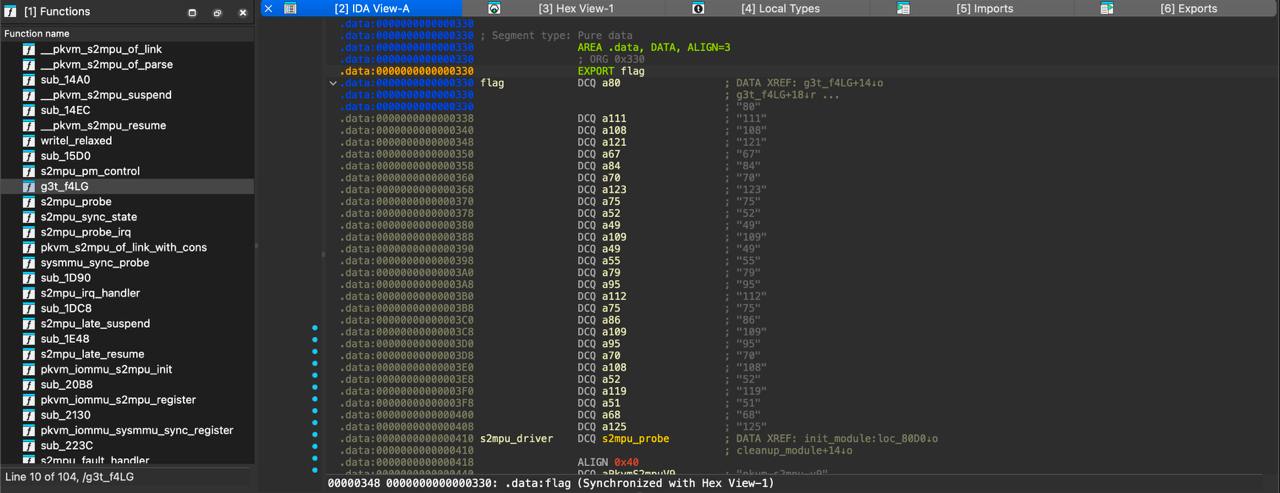 [1] Functions
[2] IDA View-A
[3] Hex View-1
[4] Local Types
[5] Imports
[6] Exports
Function name
__pkvm_s2mpu_of_link
__pkvm_s2mpu_of_parse
sub_14A0
__pkvm_s2mpu_suspend
sub_14EC
__pkvm_s2mpu_resume
writel_relaxed
sub_15D0
s2mpu_pm_control
g3t_f4LG
s2mpu_probe
s2mpu_sync_state
s2mpu_probe_irq
pkvm_s2mpu_of_link_with_cons
sysmmu_sync_probe
sub_1D90
s2mpu_irq_handler
sub_1DC8
s2mpu_late_suspend
sub_1E48
s2mpu_late_resume
pkvm_iommu_s2mpu_init
sub_20B8
pkvm_iommu_s2mpu_register
sub_2130
pkvm_iommu_sysmmu_sync_register
sub_223C
s2mpu_fault_handler
Line 10 of 104, /g3t_f4LG
.data:0000000000000330
.data:0000000000000330 ; Segment type: Pure data
.data:0000000000000330 AREA .data, DATA, ALIGN=3
.data:0000000000000330 ; ORG 0x330
.data:0000000000000330 EXPORT flag
.data:0000000000000330 flag DCQ a80 ; DATA XREF: g3t_f4LG+14↓o
.data:0000000000000330 ; g3t_f4LG+18↓r ...
.data:0000000000000330 ; "80"
.data:0000000000000338 DCQ a111 ; "111"
.data:0000000000000340 DCQ a108 ; "108"
.data:0000000000000348 DCQ a121 ; "121"
.data:0000000000000350 DCQ a67 ; "67"
.data:0000000000000358 DCQ a84 ; "84"
.data:0000000000000360 DCQ a70 ; "70"
.data:0000000000000368 DCQ a123 ; "123"
.data:0000000000000370 DCQ a75 ; "75"
.data:0000000000000378 DCQ a52 ; "52"
.data:0000000000000380 DCQ a49 ; "49"
.data:0000000000000388 DCQ a109 ; "109"
.data:0000000000000390 DCQ a49 ; "49"
.data:0000000000000398 DCQ a55 ; "55"
.data:00000000000003A0 DCQ a79 ; "79"
.data:00000000000003A8 DCQ a95 ; "95"
.data:00000000000003B0 DCQ a112 ; "112"
.data:00000000000003B8 DCQ a75 ; "75"
.data:00000000000003C0 DCQ a86 ; "86"
.data:00000000000003C8 DCQ a109 ; "109"
.data:00000000000003D0 DCQ a95 ; "95"
.data:00000000000003D8 DCQ a70 ; "70"
.data:00000000000003E0 DCQ a108 ; "108"
.data:00000000000003E8 DCQ a52 ; "52"
.data:00000000000003F0 DCQ a119 ; "119"
.data:00000000000003F8 DCQ a51 ; "51"
.data:0000000000000400 DCQ a68 ; "68"
.data:0000000000000408 DCQ a125 ; "125"
.data:0000000000000410 s2mpu_driver DCQ s2mpu_probe ; DATA XREF: init_module:loc_80D0↓o
.data:0000000000000410 ; cleanup_module+14↓o
.data:0000000000000418 ALIGN 0x40
.data:0000000000000440 DCQ aPkvmS2mpuV9 ; "pkvm-s2mpu-v9"
00000348 0000000000000330: .data:flag (Synchronized with Hex View-1)